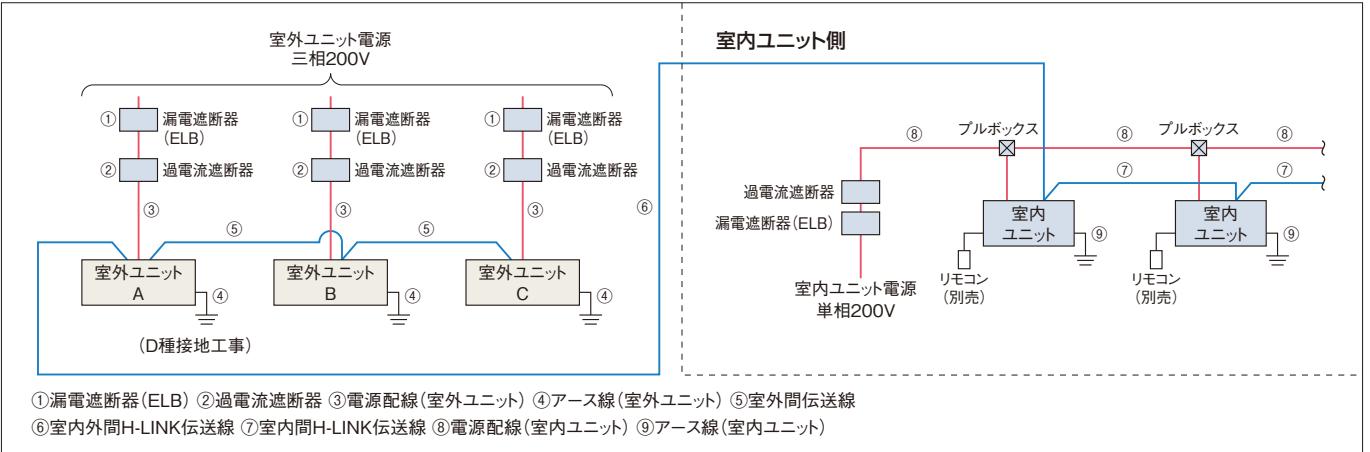 室外ユニット電源
三相200V
① 漏電遮断器
(ELB)
① 漏電遮断器
(ELB)
① 漏電遮断器
(ELB)
② 過電流遮断器
② 過電流遮断器
② 過電流遮断器
③
③
③
⑤
⑤
⑥
室外ユニット
A
④
室外ユニット
B
④
室外ユニット
C
④
(D種接地工事)
室内ユニット側
⑧
プルボックス
⑧
プルボックス
⑧
⑦
⑦
過電流遮断器
漏電遮断器(ELB)
室内ユニット電源
単相200V
室内
ユニット
⑨
リモコン
(別売)
室内
ユニット
⑨
リモコン
(別売)
①漏電遮断器(ELB) ②過電流遮断器 ③電源配線(室外ユニット) ④アース線(室外ユニット) ⑤室外間伝送線
⑥室内外間H-LINK伝送線 ⑦室内間H-LINK伝送線 ⑧電源配線(室内ユニット) ⑨アース線(室内ユニット)